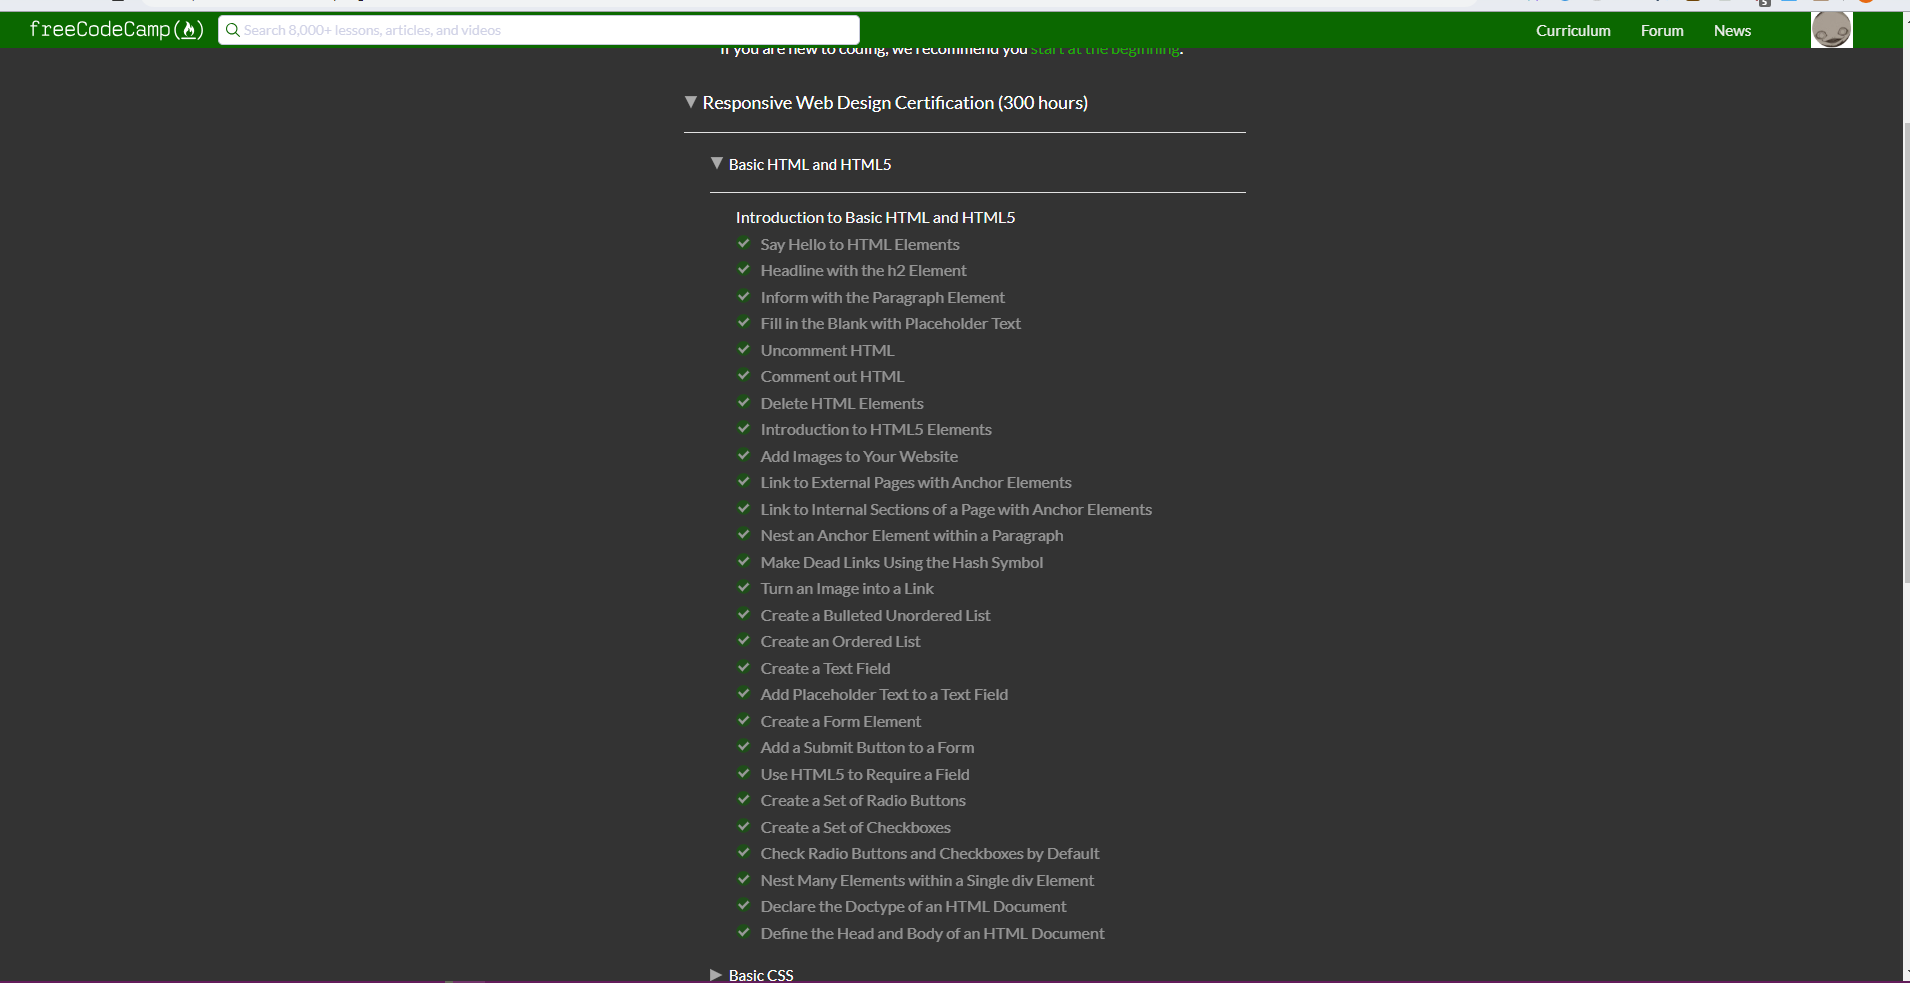 freeCodeCamp
Search 8,000+ lessons, articles, and videos
Curriculum
Forum
News
If you are new to coding, we recommend you start at the beginning.
Responsive Web Design Certification (300 hours)
Basic HTML and HTML5
Introduction to Basic HTML and HTML5
Say Hello to HTML Elements
Headline with the h2 Element
Inform with the Paragraph Element
Fill in the Blank with Placeholder Text
Uncomment HTML
Comment out HTML
Delete HTML Elements
Introduction to HTML5 Elements
Add Images to Your Website
Link to External Pages with Anchor Elements
Link to Internal Sections of a Page with Anchor Elements
Nest an Anchor Element within a Paragraph
Make Dead Links Using the Hash Symbol
Turn an Image into a Link
Create a Bulleted Unordered List
Create an Ordered List
Create a Text Field
Add Placeholder Text to a Text Field
Create a Form Element
Add a Submit Button to a Form
Use HTML5 to Require a Field
Create a Set of Radio Buttons
Create a Set of Checkboxes
Check Radio Buttons and Checkboxes by Default
Nest Many Elements within a Single div Element
Declare the Doctype of an HTML Document
Define the Head and Body of an HTML Document
Basic CSS